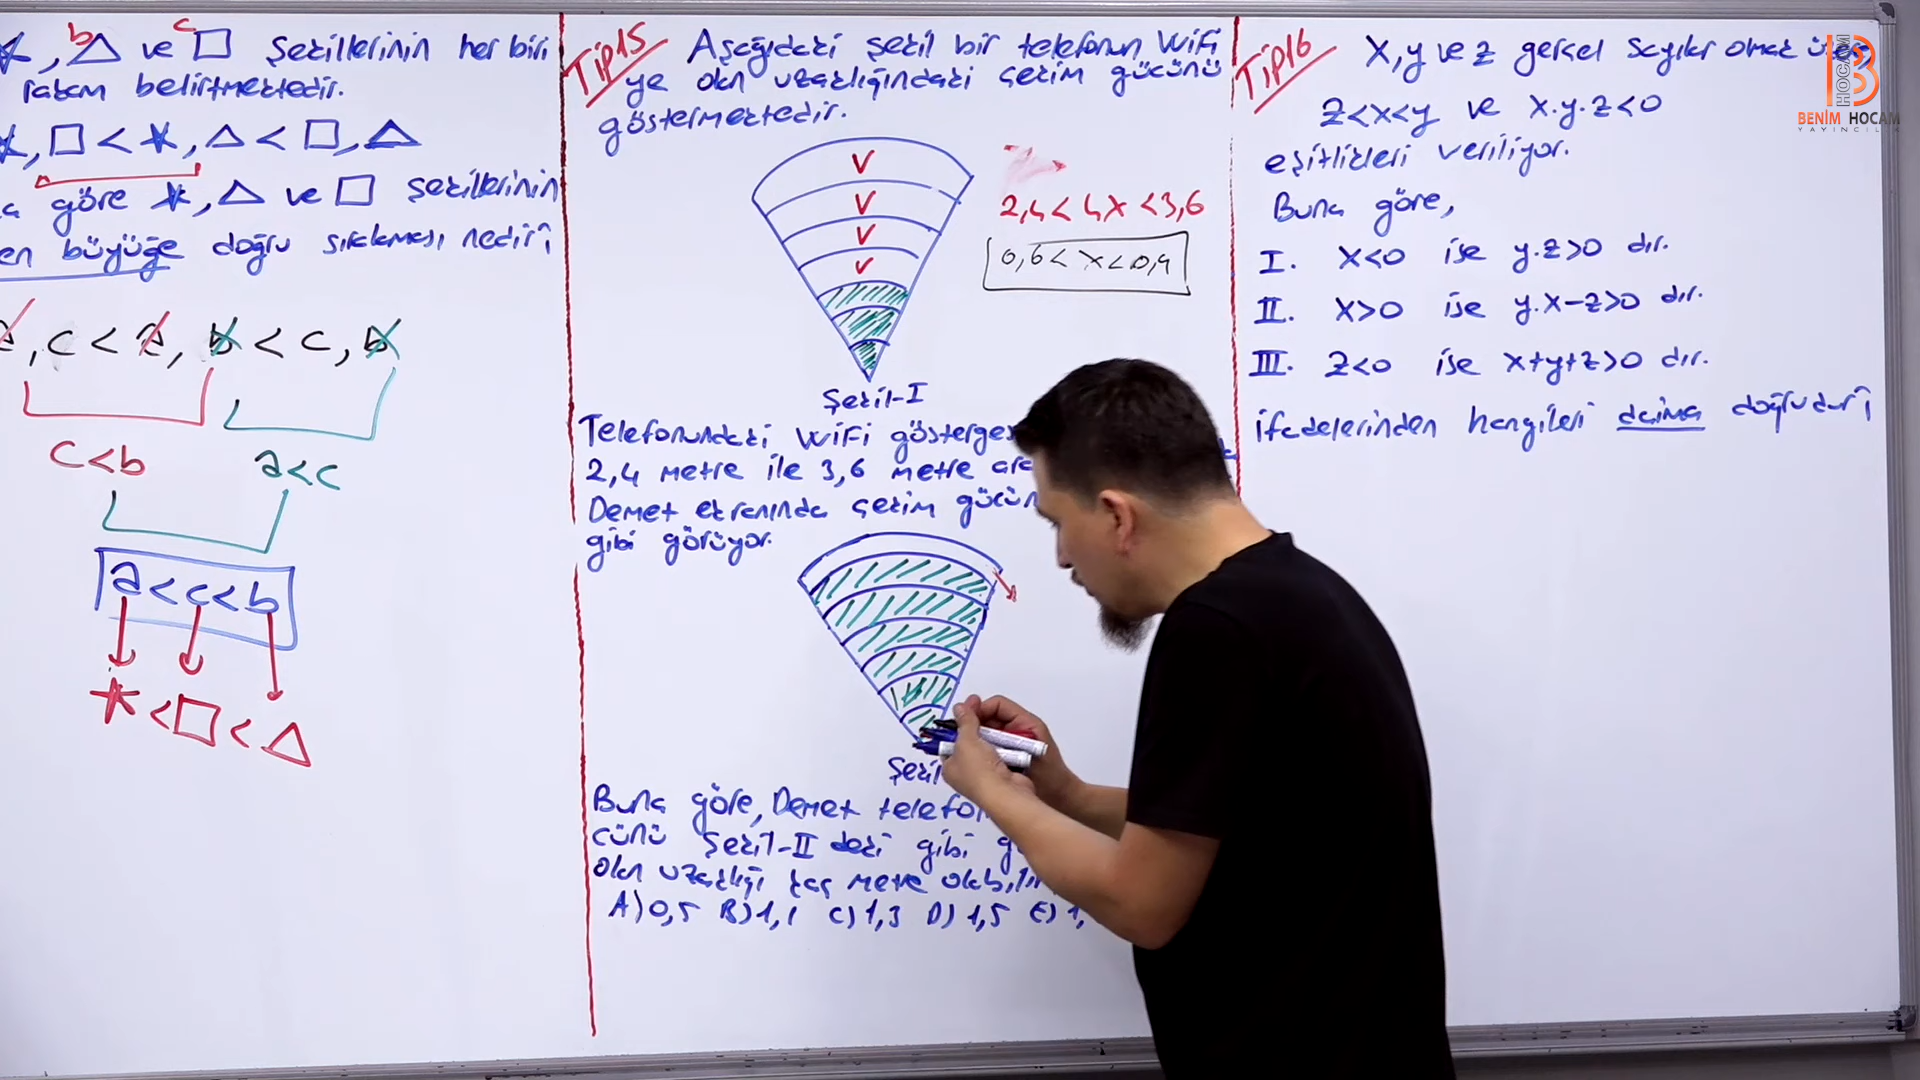 b c
△ ve □ şekillerinin her biri
rakam belirtmektedir.
□ < ★, △ < □, △
göre ★, △ ve □ şekillerinin
en büyüğe doğru sıralaması nedir?
a, c < a, b < c, b
c<b a<c
a<c<b
★ < □ < △
Tip15
Aşağıdaki şekil bir telefonun WiFi
ye olan uzaklığındaki çekim gücünü
göstermektedir.
2,4 < 4x < 3,6
0,6 < x < 0,9
Şekil-I
Telefonundaki WiFi
2,4 metre ile 3,6 metre
Demet ekranında çekim
gibi görüyor.
Buna göre, Demet
cünü Şekil-II deki gibi
olan uzaklığı kaç metre
A) 0,5 B) 1,1 C) 1,3 D) 1,5 E) 1,
Tip16
x, y ve z gerçel sayılar olmak
z<x<y ve x.y.z<0
eşitlikleri veriliyor.
Buna göre,
I. x<0 ise y.z>0 dır.
II. x>0 ise y.x-z>0 dır.
III. z<0 ise x+y+z>0 dır.
ifadelerinden hangileri daima doğrudur?
B HOCAM
BENİM HOCAM
YAYINCILIK